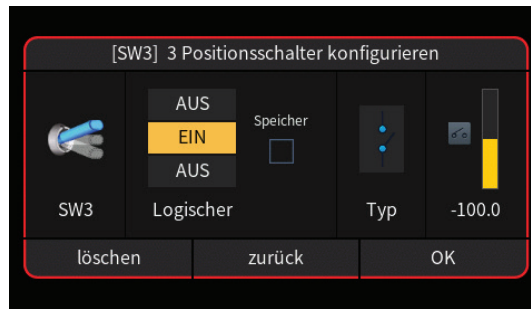 [SW3] 3 Positionsschalter konfigurieren
AUS
EIN
AUS
Speicher
SW3
Logischer
Typ
-100.0
löschen
zurück
OK